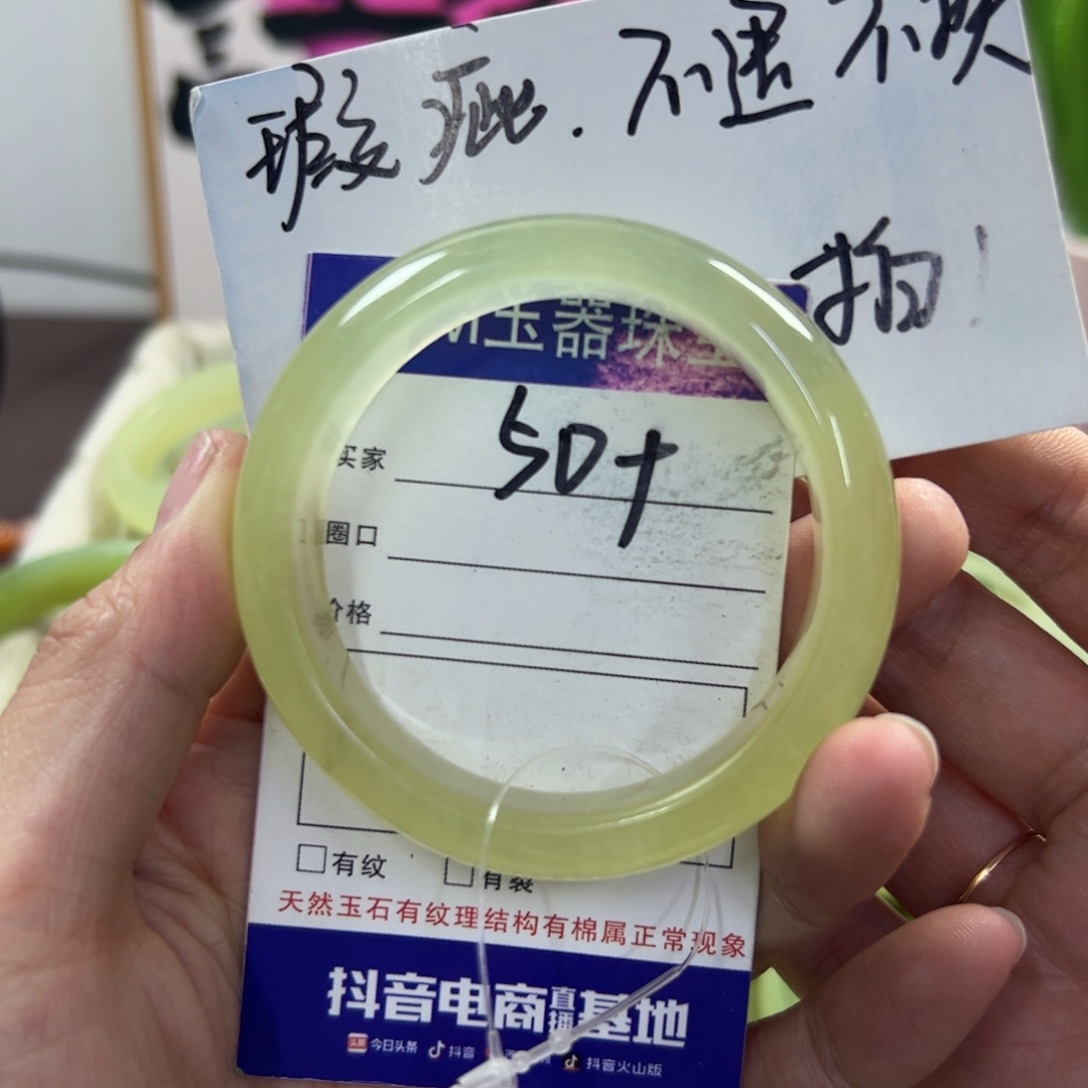 瑕疵.不退不换
拍!
玉器珠宝
买家 50+
圈口
价格
有纹 有裂
天然玉石有纹理结构有棉属正常现象
抖音电商直播基地
今日头条 抖音 抖音火山版